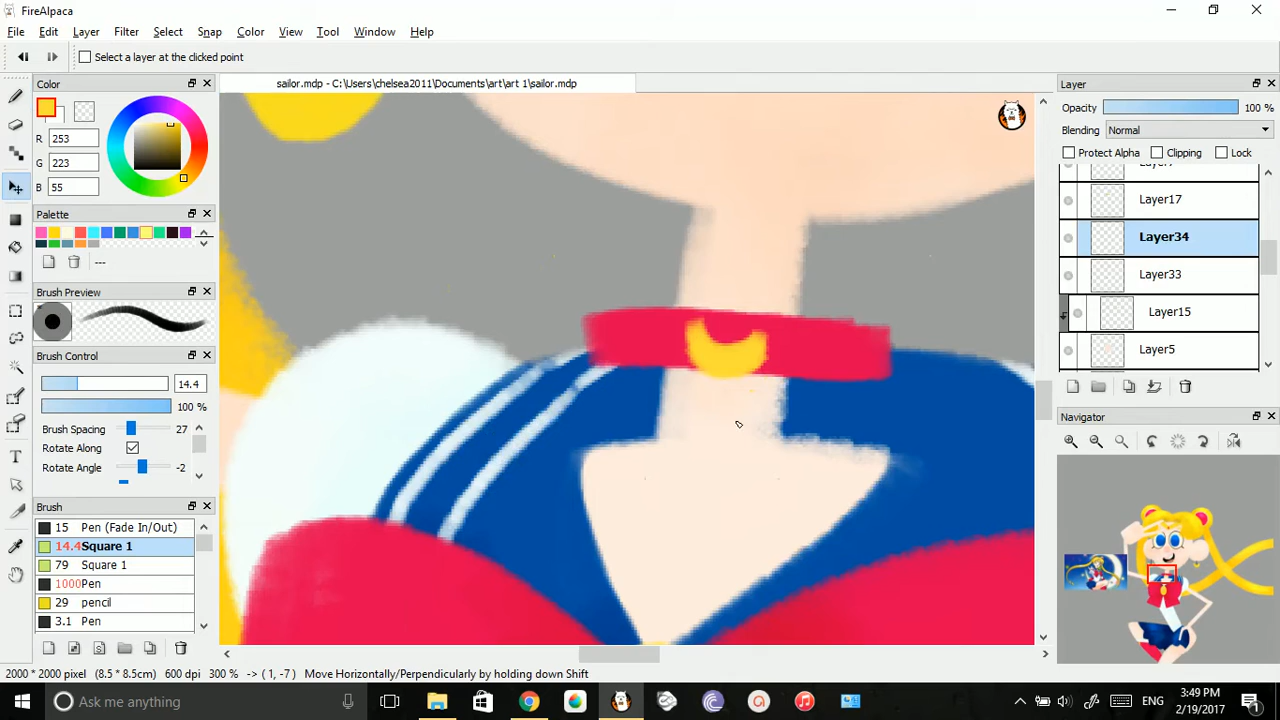 FireAlpaca
File Edit Layer Filter Select Snap Color View Tool Window Help
Select a layer at the clicked point
Color
sailor.mdp - C:\Users\chelsea2011\Documents\art\art 1\sailor.mdp
Layer
R 253
G 223
B 55
Opacity 100 %
Blending Normal
Protect Alpha Clipping Lock
Layer17
Layer34
Layer33
Layer15
Layer5
Palette
---
Brush Preview
Brush Control
14.4
100 %
Brush Spacing 27
Rotate Along
Rotate Angle -2
Brush
15 Pen (Fade In/Out)
14.4 Square 1
79 Square 1
1000 Pen
29 pencil
3.1 Pen
Navigator
2000 * 2000 pixel (8.5 * 8.5cm) 600 dpi 300 % -> ( 1, -7 ) Move Horizontally/Perpendicularly by holding down Shift
Ask me anything
ENG
3:49 PM
2/19/2017
1